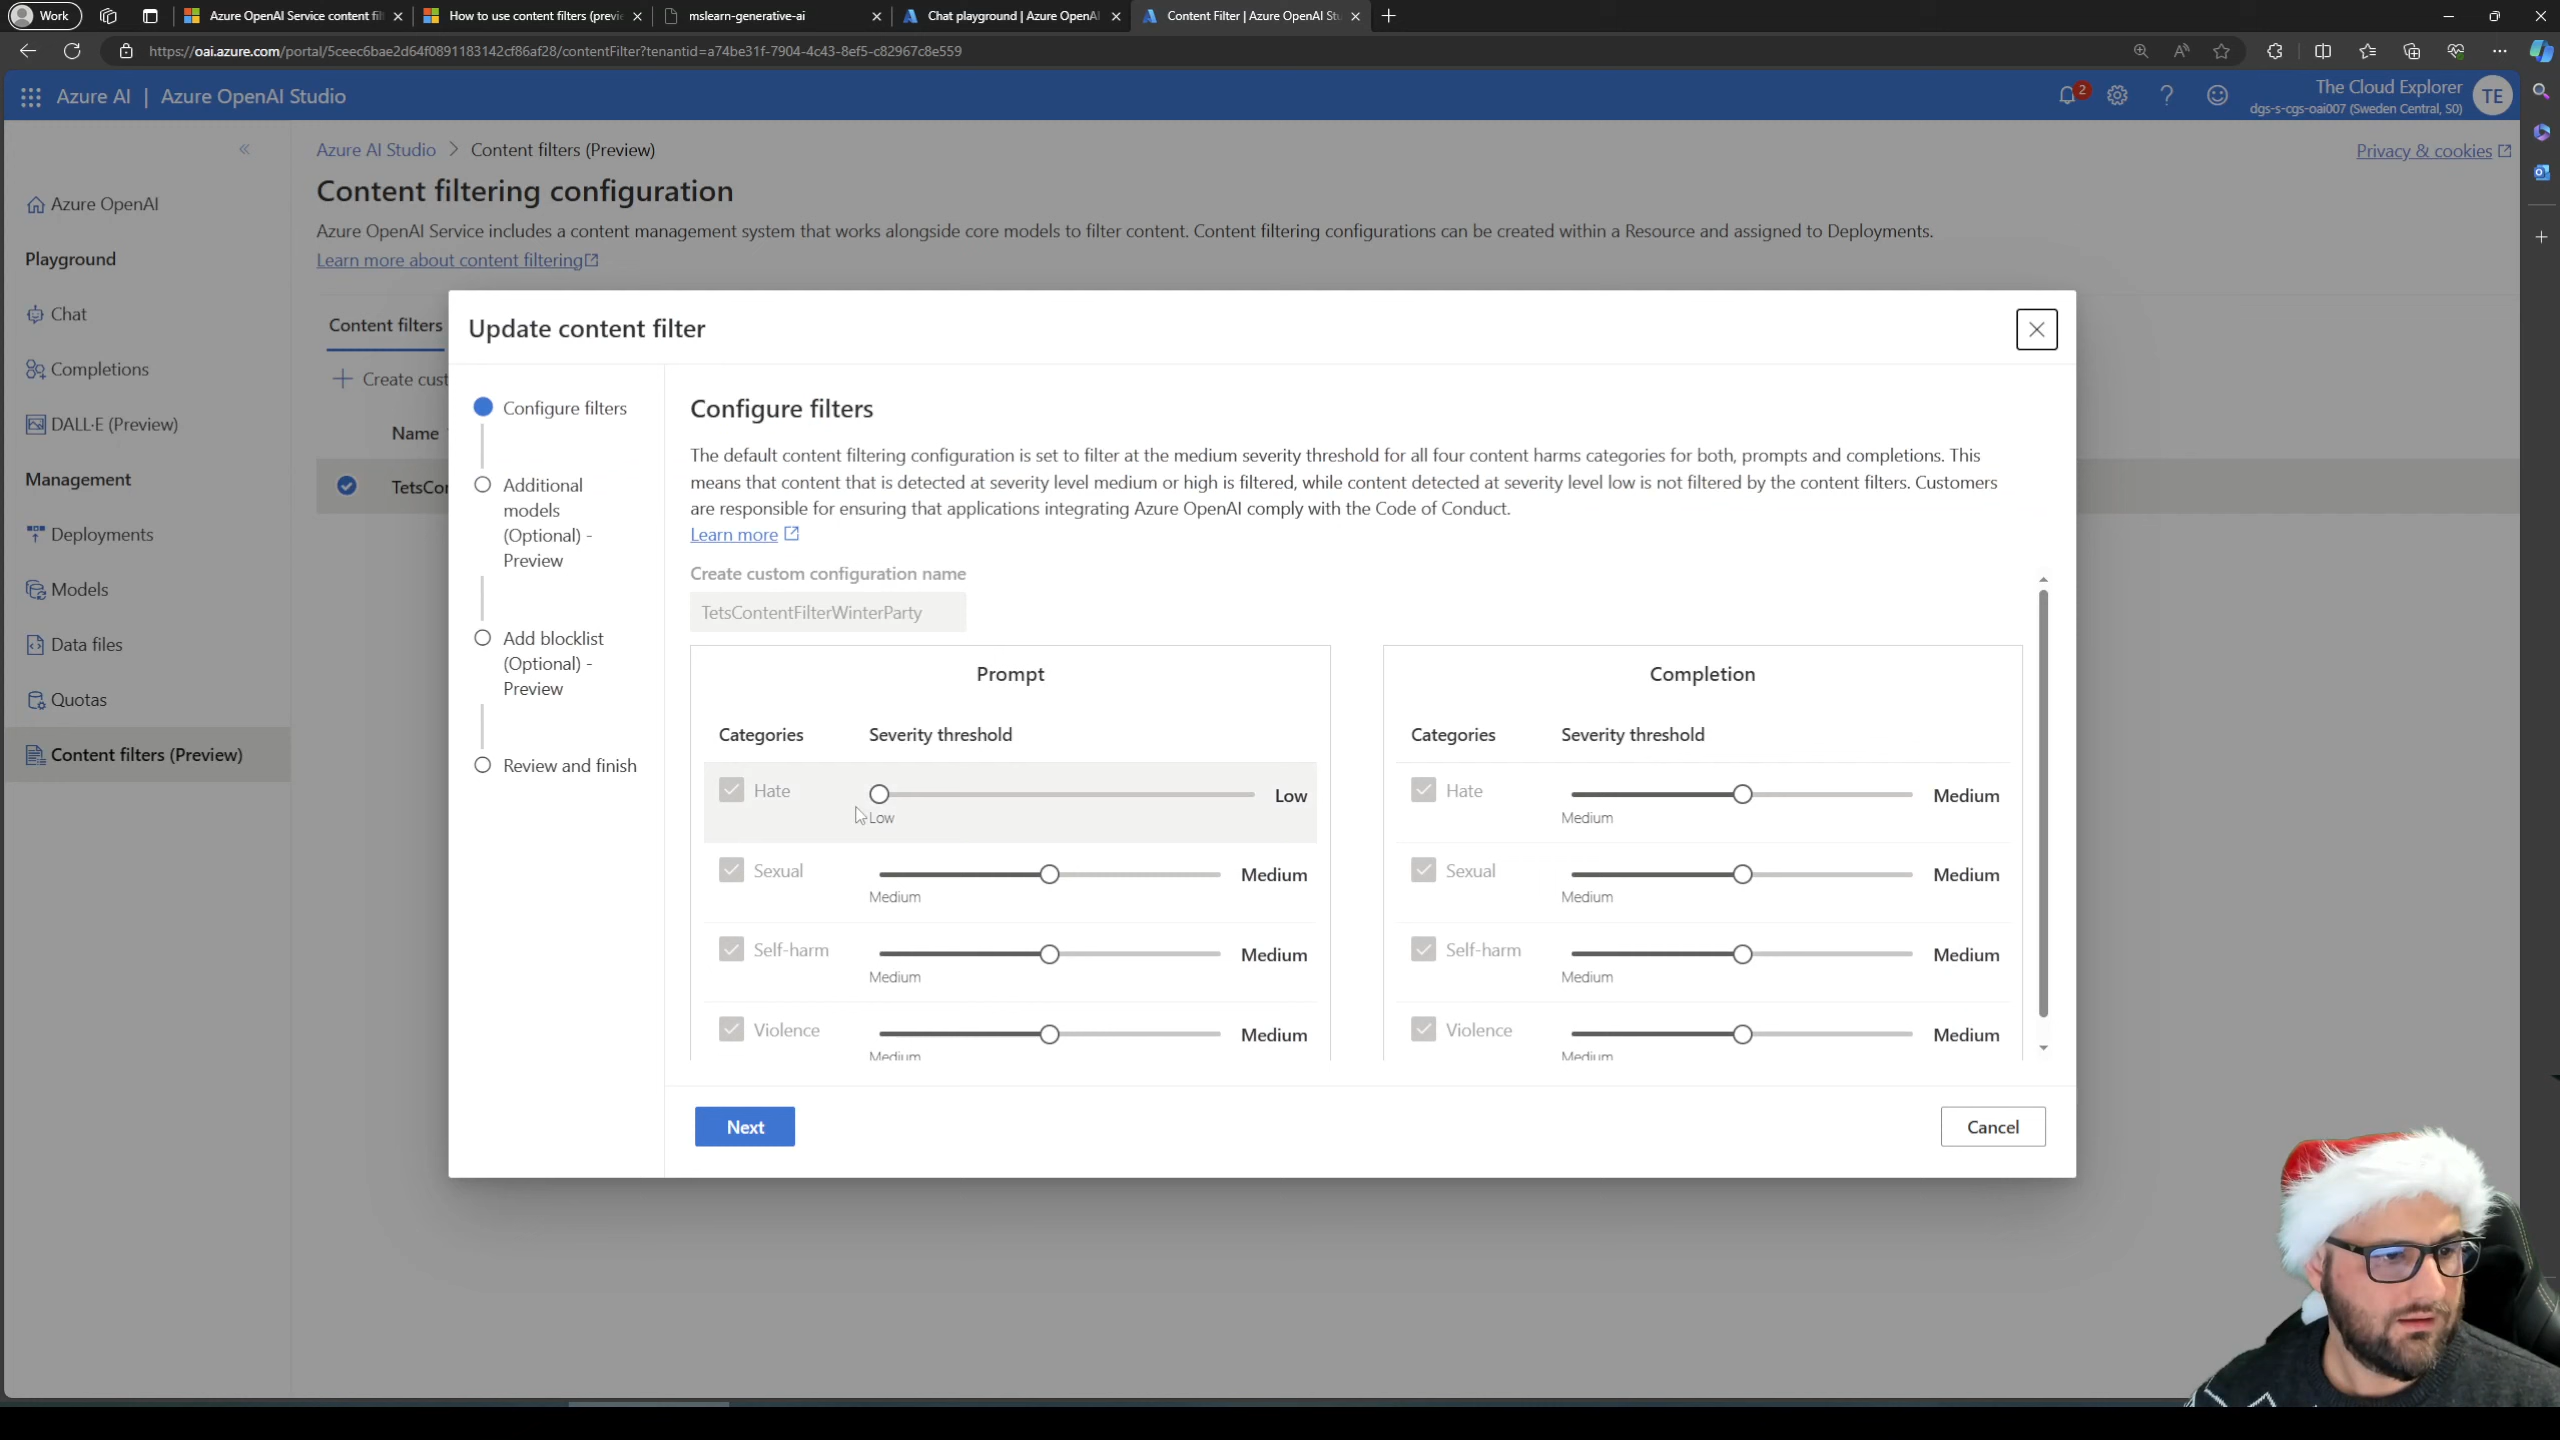 Work
Azure OpenAI Service content fil
How to use content filters (previe
mslearn-generative-ai
Chat playground | Azure OpenAI
Content Filter | Azure OpenAI Stu
https://oai.azure.com/portal/5ceec6bae2d64f0891183142cf86af28/contentFilter?tenantid=a74be31f-7904-4c43-8ef5-c82967c8e559
Azure AI | Azure OpenAI Studio
2
The Cloud Explorer
dgs-s-cgs-oai007 (Sweden Central, S0)
TE
Azure AI Studio > Content filters (Preview)
Privacy & cookies
Content filtering configuration
Azure OpenAI Service includes a content management system that works alongside core models to filter content. Content filtering configurations can be created within a Resource and assigned to Deployments.
Learn more about content filtering
Azure OpenAI
Playground
Chat
Completions
DALL·E (Preview)
Management
Deployments
Models
Data files
Quotas
Content filters (Preview)
Content filters
Create cust
Name
TetsCor
Update content filter
Configure filters
Additional
models
(Optional) -
Preview
Add blocklist
(Optional) -
Preview
Review and finish
Configure filters
The default content filtering configuration is set to filter at the medium severity threshold for all four content harms categories for both, prompts and completions. This
means that content that is detected at severity level medium or high is filtered, while content detected at severity level low is not filtered by the content filters. Customers
are responsible for ensuring that applications integrating Azure OpenAI comply with the Code of Conduct.
Learn more
Create custom configuration name
TetsContentFilterWinterParty
Prompt
Categories Severity threshold
Hate Low
Low
Sexual Medium
Medium
Self-harm Medium
Medium
Violence Medium
Medium
Completion
Categories Severity threshold
Hate Medium
Medium
Sexual Medium
Medium
Self-harm Medium
Medium
Violence Medium
Medium
Next
Cancel